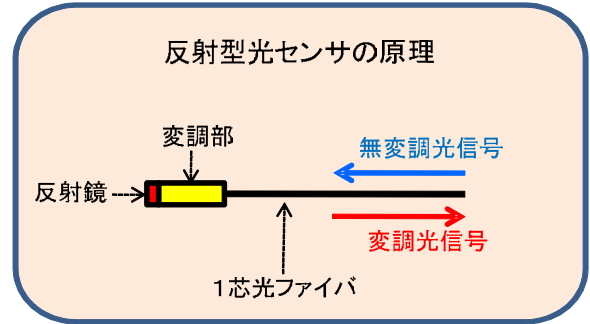 反射型光センサの原理
変調部
無変調光信号
反射鏡
変調光信号
1芯光ファイバ